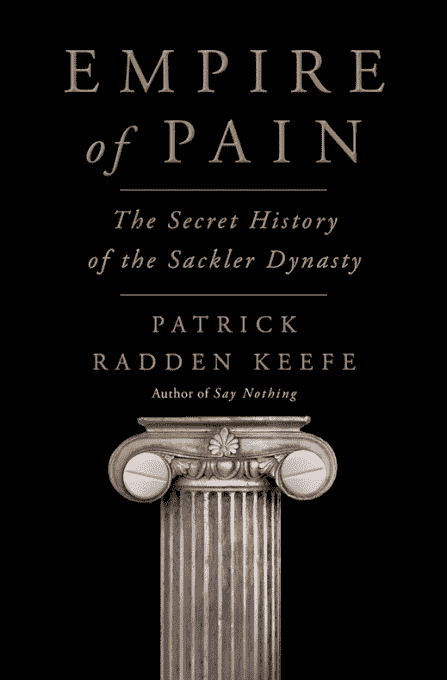 EMPIRE
of PAIN
The Secret History
of the Sackler Dynasty
PATRICK
RADDEN KEEFE
Author of Say Nothing